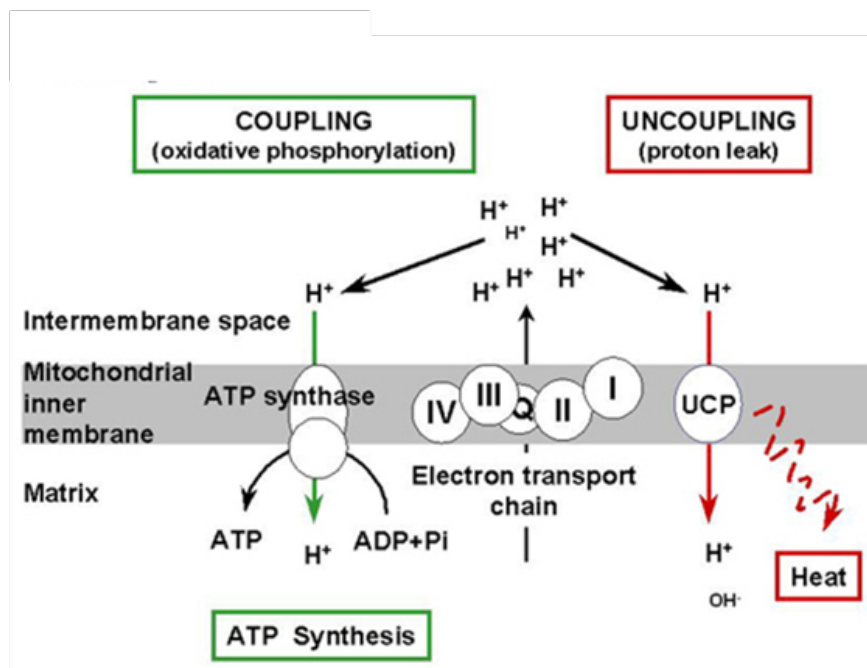 COUPLING
(oxidative phosphorylation)
UNCOUPLING
(proton leak)
H⁺ H⁺
H⁺
H⁺
H⁺ H⁺ H⁺
H⁺
H⁺
Intermembrane space
Mitochondrial
inner
membrane
ATP synthase
IV
III
Q
II
I
UCP
Matrix
Electron transport
chain
ATP
H⁺
ADP+Pi
H⁺
OH⁻
Heat
ATP Synthesis